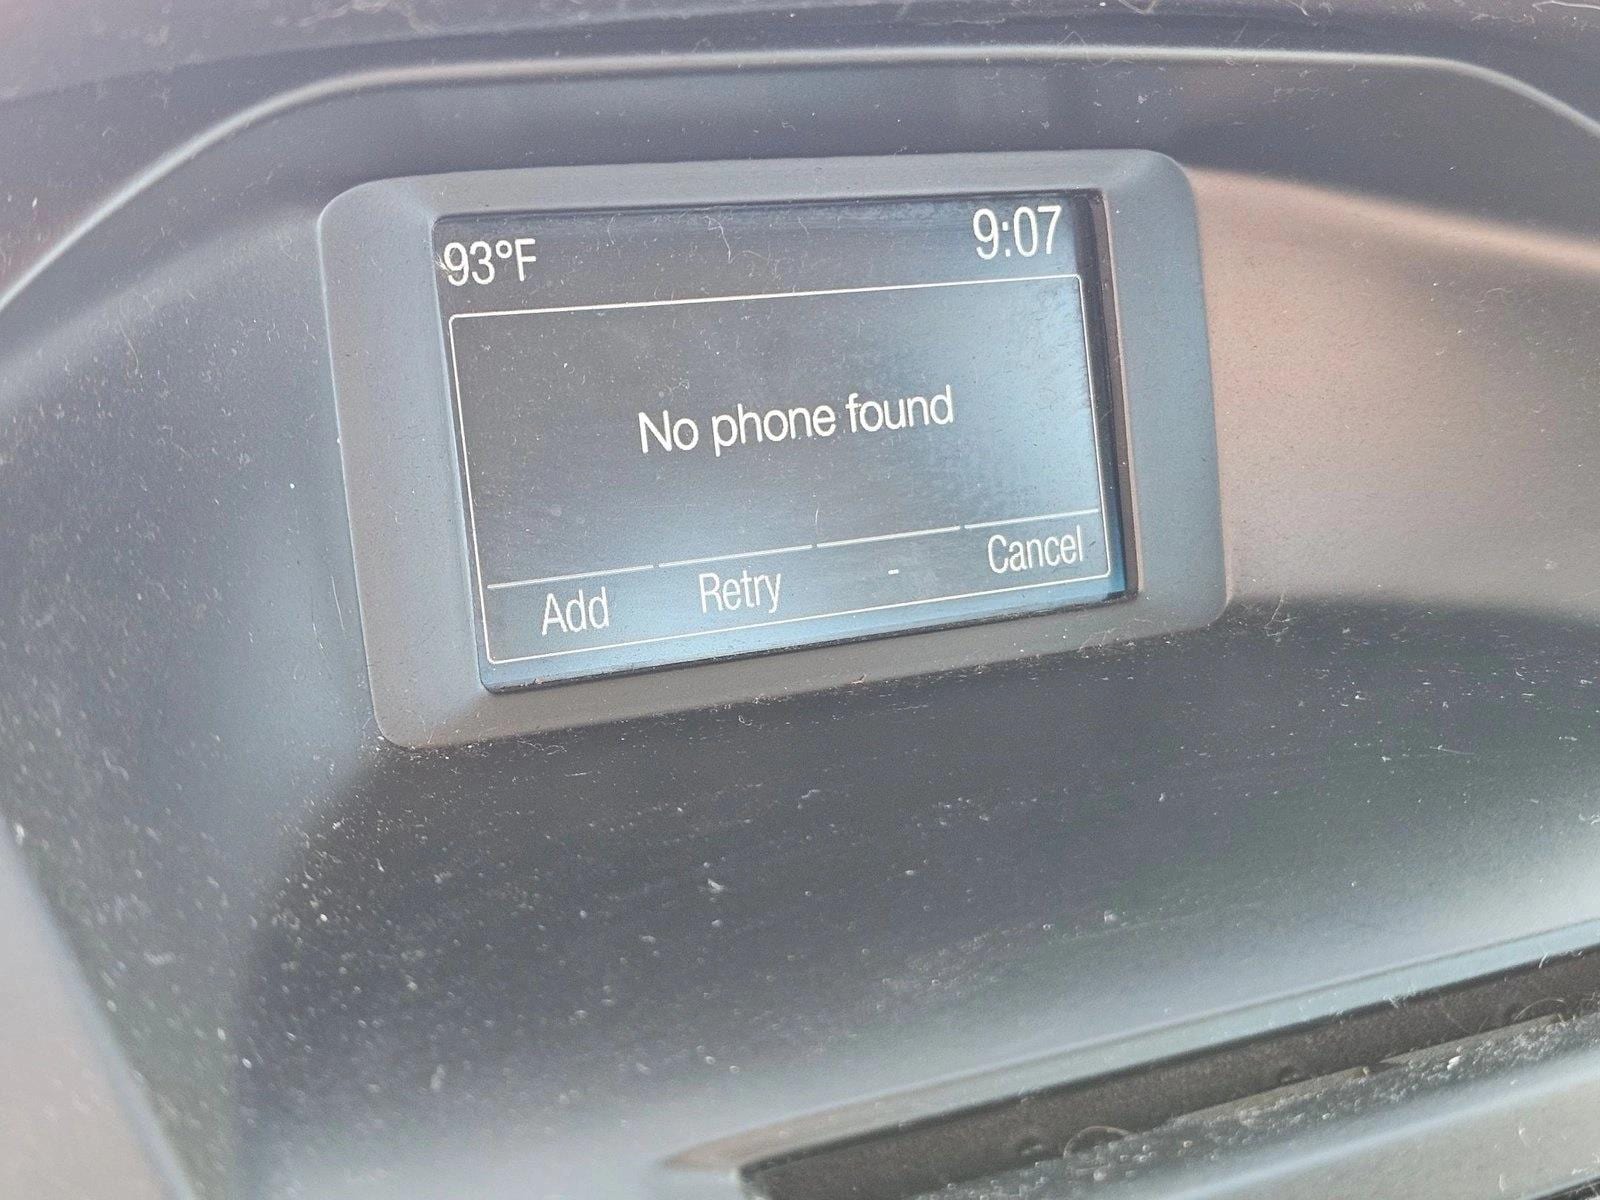 93°F 9:07
No phone found
Add Retry - Cancel